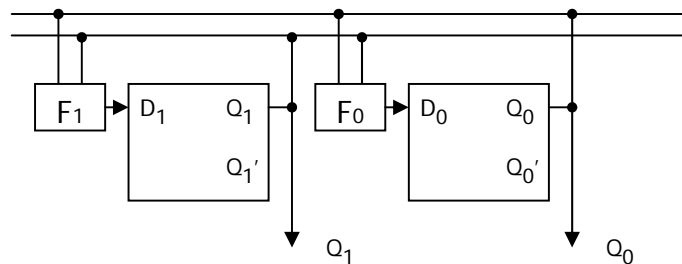 F₁ D₁ Q₁ F₀ D₀ Q₀
Q₁′ Q₀′
Q₁ Q₀